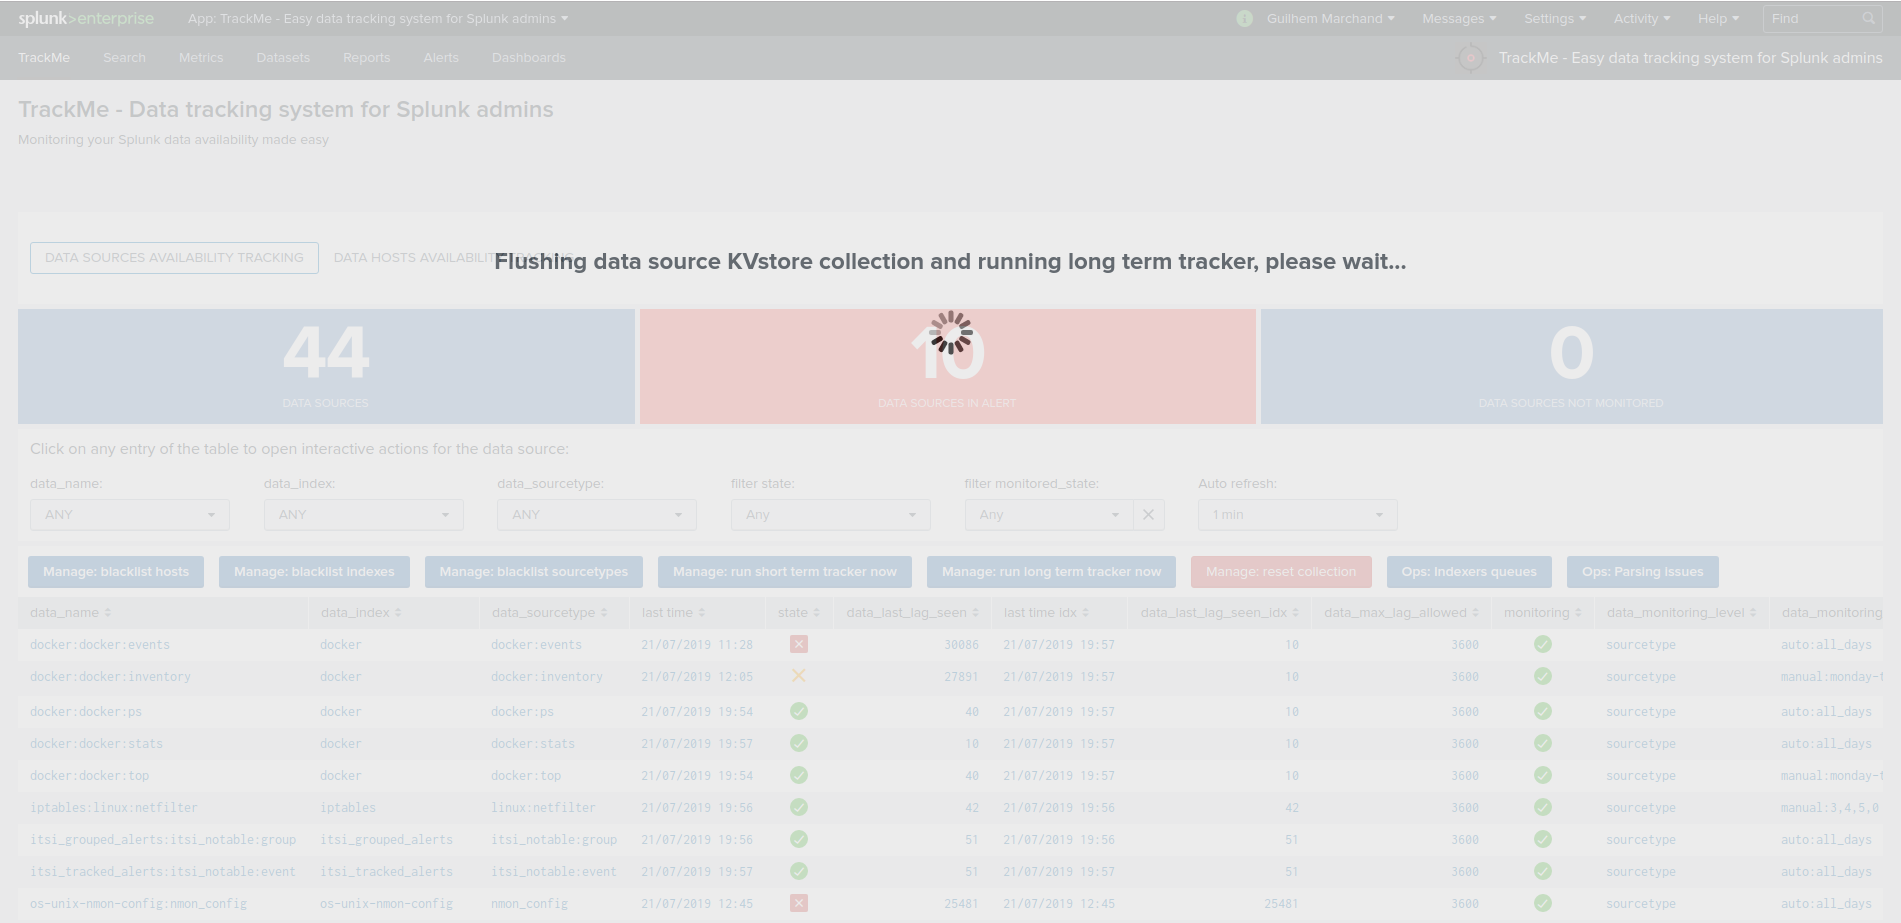 splunk>enterprise App: TrackMe - Easy data tracking system for Splunk admins i Guilhem Marchand Messages Settings Activity Help Find
TrackMe Search Metrics Datasets Reports Alerts Dashboards TrackMe - Easy data tracking system for Splunk admins
TrackMe - Data tracking system for Splunk admins
Monitoring your Splunk data availability made easy
DATA SOURCES AVAILABILITY TRACKING DATA HOSTS AVAILABILITY TRACKING
Flushing data source KVstore collection and running long term tracker, please wait...
44 10 0
DATA SOURCES DATA SOURCES IN ALERT DATA SOURCES NOT MONITORED
Click on any entry of the table to open interactive actions for the data source:
data_name: data_index: data_sourcetype: filter state: filter monitored_state: Auto refresh:
ANY ANY ANY Any Any 1 min
Manage: blacklist hosts Manage: blacklist indexes Manage: blacklist sourcetypes Manage: run short term tracker now Manage: run long term tracker now Manage: reset collection Ops: Indexers queues Ops: Parsing issues
data_name data_index data_sourcetype last time state data_last_lag_seen last time idx data_last_lag_seen_idx data_max_lag_allowed monitoring data_monitoring_level data_monitoring
docker:docker:events docker docker:events 21/07/2019 11:28 30086 21/07/2019 19:57 10 3600 sourcetype auto:all_days
docker:docker:inventory docker docker:inventory 21/07/2019 12:05 27891 21/07/2019 19:57 10 3600 sourcetype manual:monday-t
docker:docker:ps docker docker:ps 21/07/2019 19:54 40 21/07/2019 19:57 10 3600 sourcetype auto:all_days
docker:docker:stats docker docker:stats 21/07/2019 19:57 10 21/07/2019 19:57 10 3600 sourcetype auto:all_days
docker:docker:top docker docker:top 21/07/2019 19:54 40 21/07/2019 19:57 10 3600 sourcetype manual:monday-t
iptables:linux:netfilter iptables linux:netfilter 21/07/2019 19:56 42 21/07/2019 19:56 42 3600 sourcetype manual:3,4,5,0
itsi_grouped_alerts:itsi_notable:group itsi_grouped_alerts itsi_notable:group 21/07/2019 19:56 51 21/07/2019 19:56 51 3600 sourcetype auto:all_days
itsi_tracked_alerts:itsi_notable:event itsi_tracked_alerts itsi_notable:event 21/07/2019 19:57 51 21/07/2019 19:57 51 3600 sourcetype auto:all_days
os-unix-nmon-config:nmon_config os-unix-nmon-config nmon_config 21/07/2019 12:45 25481 21/07/2019 12:45 25481 3600 sourcetype auto:all_days